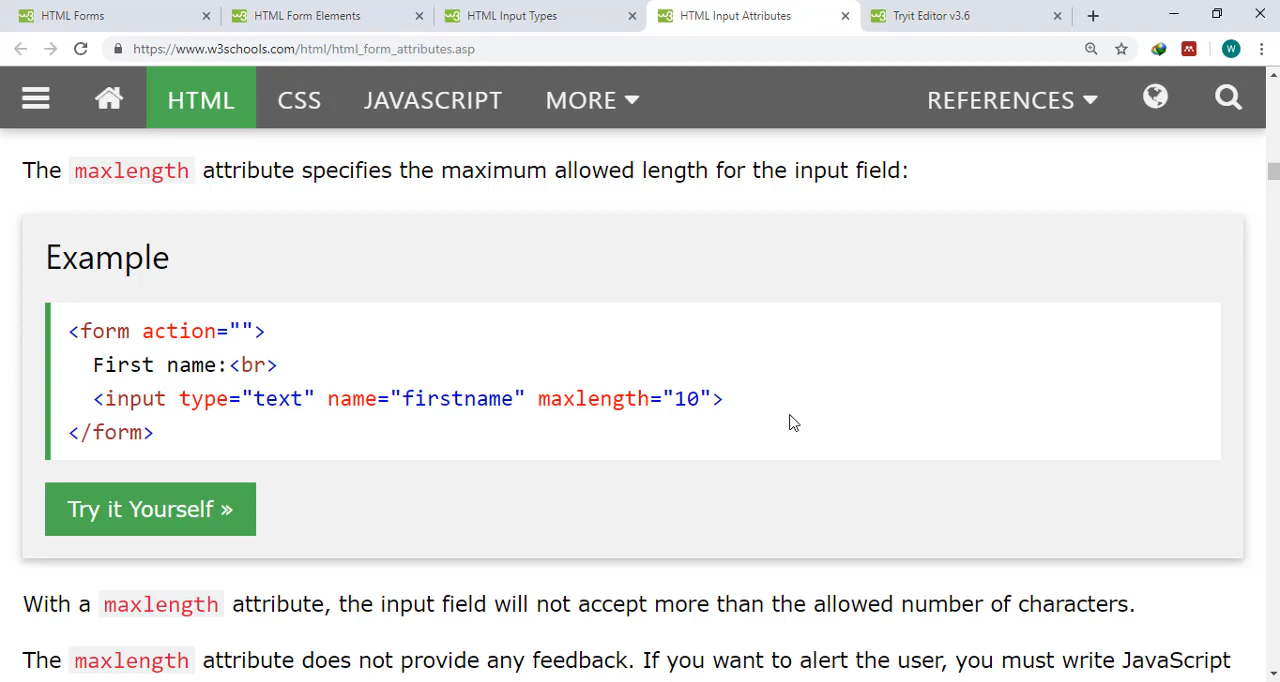 HTML Forms
HTML Form Elements
HTML Input Types
HTML Input Attributes
Tryit Editor v3.6
https://www.w3schools.com/html/html_form_attributes.asp
W
HTML CSS JAVASCRIPT MORE REFERENCES
The maxlength attribute specifies the maximum allowed length for the input field:
Example
<form action="">
First name:<br>
<input type="text" name="firstname" maxlength="10">
</form>
Try it Yourself »
With a maxlength attribute, the input field will not accept more than the allowed number of characters.
The maxlength attribute does not provide any feedback. If you want to alert the user, you must write JavaScript